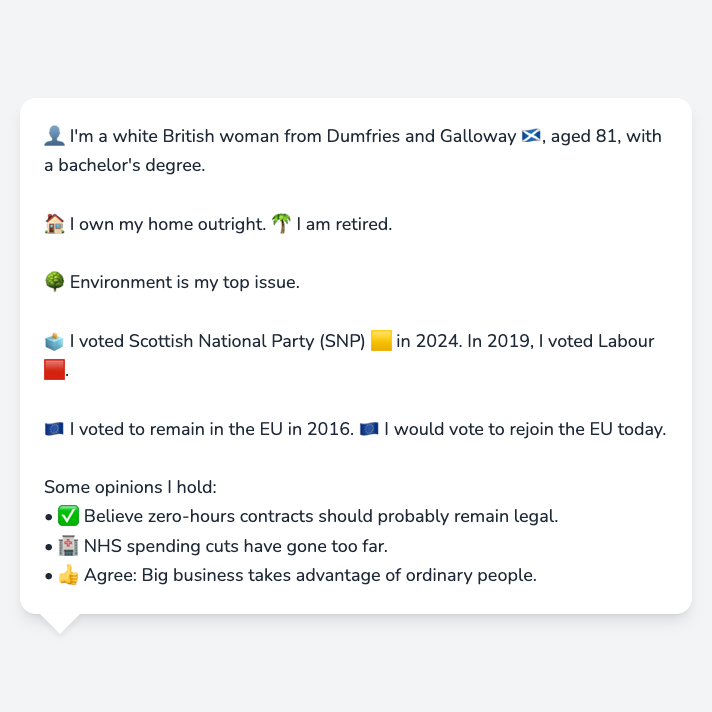 👤 I'm a white British woman from Dumfries and Galloway 🏴󠁧󠁢󠁳󠁣󠁴󠁿, aged 81, with
a bachelor's degree.
🏠 I own my home outright. 🌴 I am retired.
🌳 Environment is my top issue.
🗳️ I voted Scottish National Party (SNP) 🟨 in 2024. In 2019, I voted Labour
🟥.
🇪🇺 I voted to remain in the EU in 2016. 🇪🇺 I would vote to rejoin the EU today.
Some opinions I hold:
• ✅ Believe zero-hours contracts should probably remain legal.
• 🏥 NHS spending cuts have gone too far.
• 👍 Agree: Big business takes advantage of ordinary people.